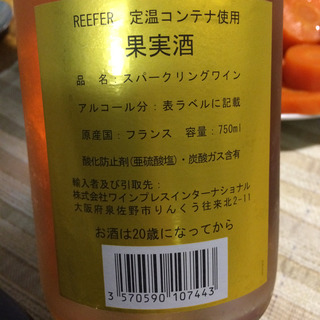 REEFER 定温コンテナ使用
果実酒
品 名:スパークリングワイン
アルコール分:表ラベルに記載
原産国:フランス 容量:750ml
酸化防止剤(亜硫酸塩)・炭酸ガス含有
輸入者及び引取先:
株式会社ワインプレスインターナショナル
大阪府泉佐野市りんくう往来北2-11
お酒は20歳になってから
3 570590 107443